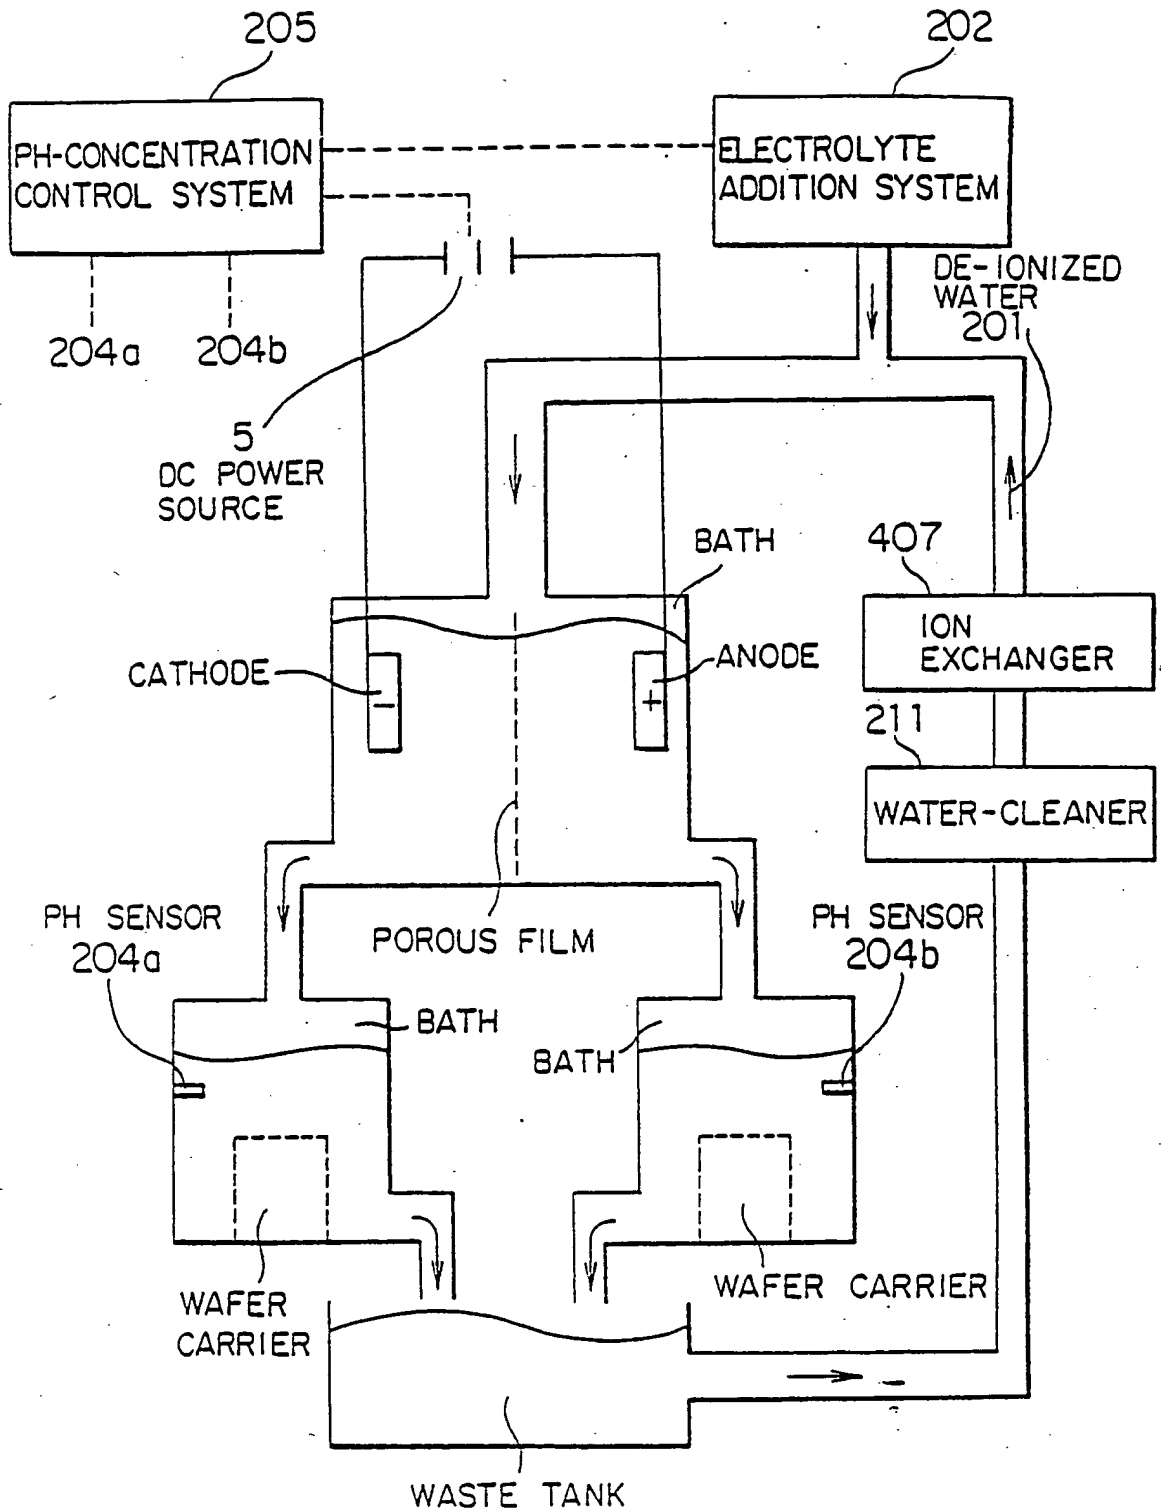 205
202
PH-CONCENTRATION
CONTROL SYSTEM
ELECTROLYTE
ADDITION SYSTEM
DE-IONIZED
WATER
201
204a
204b
5
DC POWER
SOURCE
BATH
407
ION
EXCHANGER
CATHODE
−
ANODE
+
211
WATER-CLEANER
PH SENSOR
204a
POROUS FILM
PH SENSOR
204b
BATH
BATH
WAFER
CARRIER
WAFER CARRIER
WASTE TANK